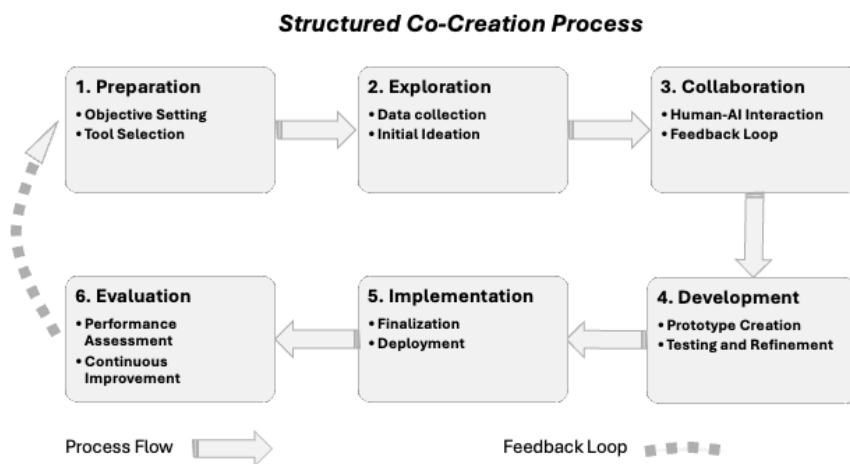 Structured Co-Creation Process
1. Preparation
• Objective Setting
• Tool Selection
2. Exploration
• Data collection
• Initial Ideation
3. Collaboration
• Human-AI Interaction
• Feedback Loop
4. Development
• Prototype Creation
• Testing and Refinement
5. Implementation
• Finalization
• Deployment
6. Evaluation
• Performance
Assessment
• Continuous
Improvement
Process Flow
Feedback Loop